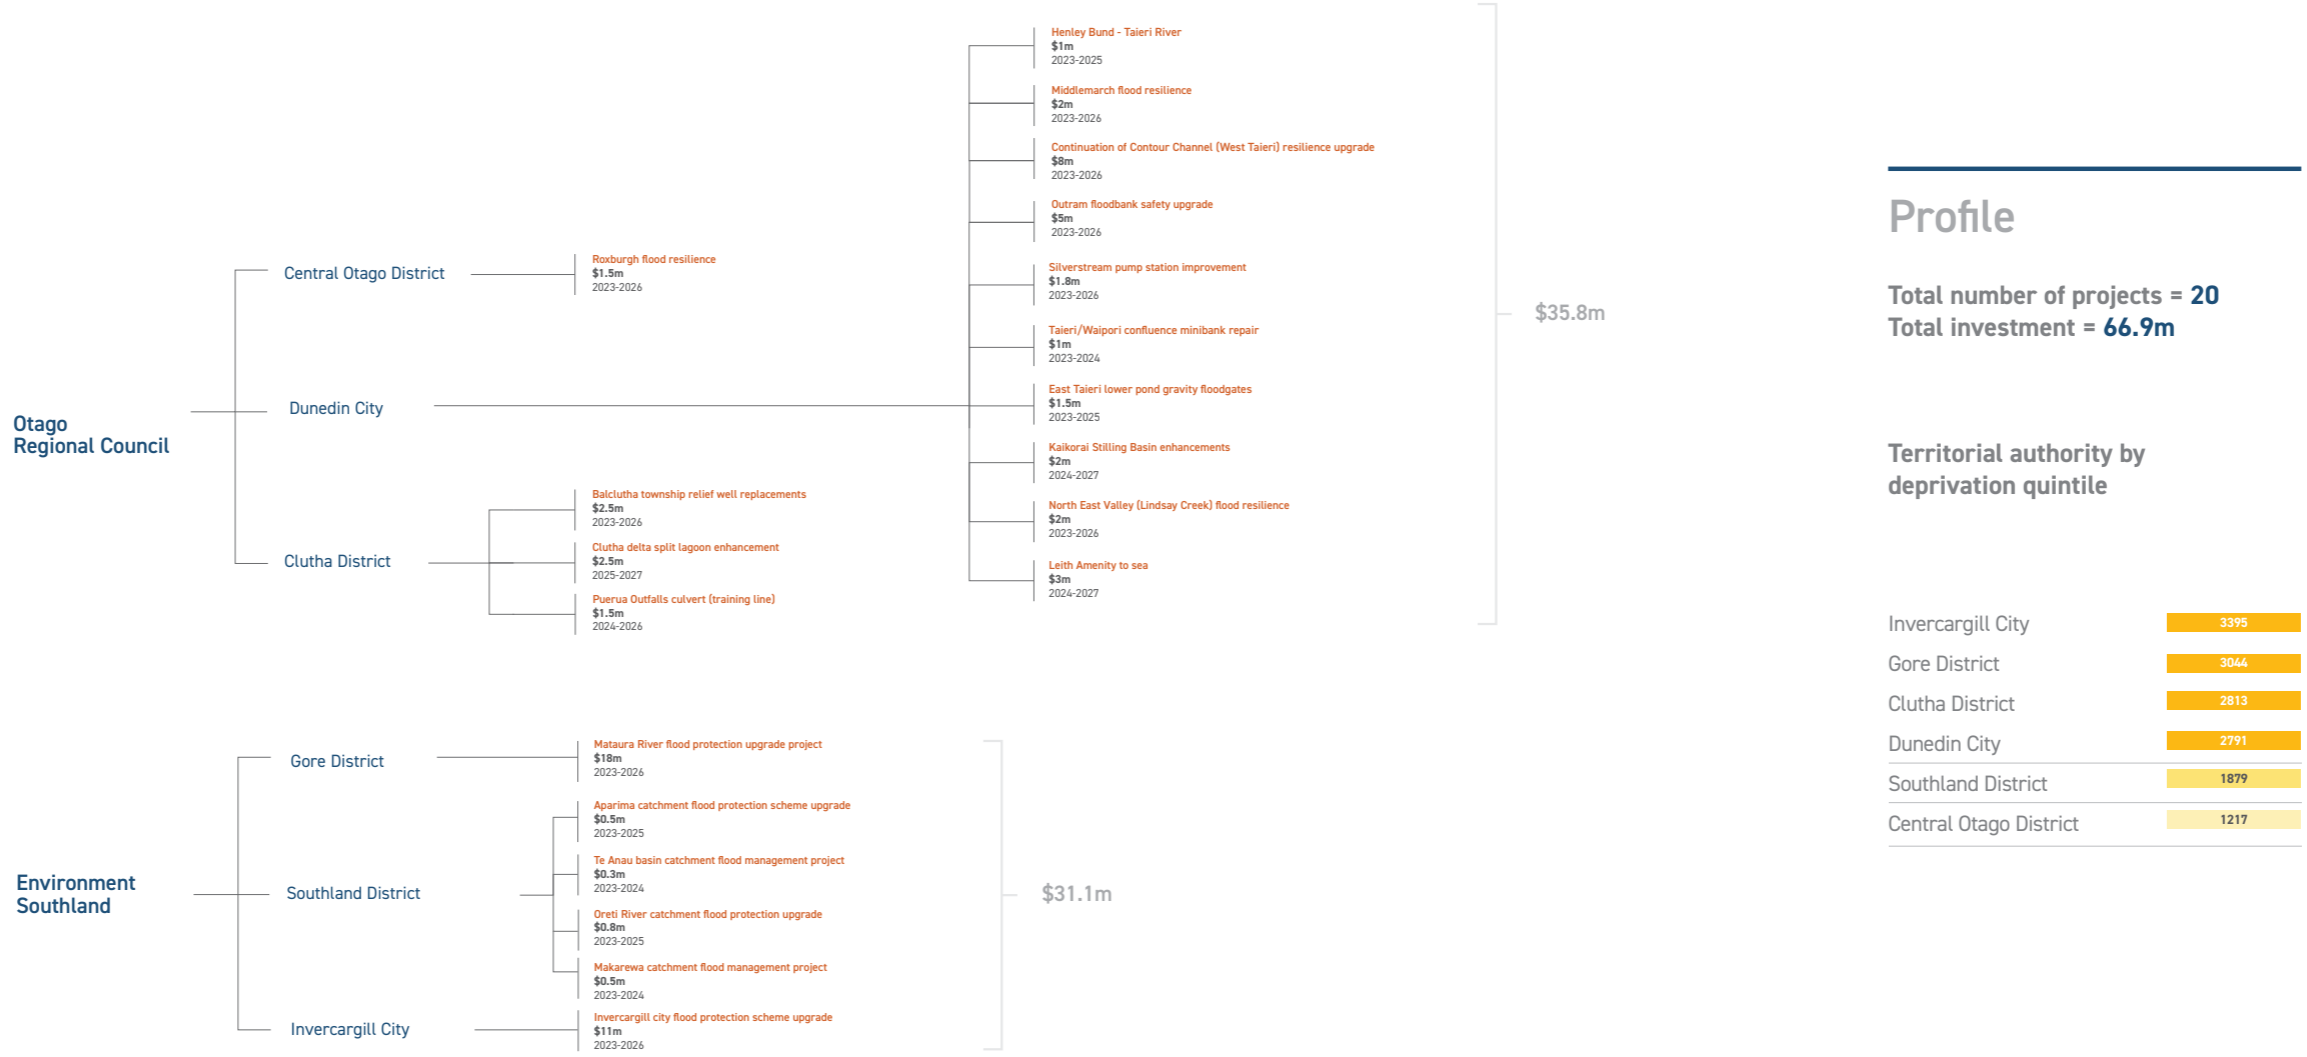 Otago
Regional Council
Central Otago District
Roxburgh flood resilience
$1.5m
2023-2026
Dunedin City
Henley Bund - Taieri River
$1m
2023-2025
Middlemarch flood resilience
$2m
2023-2026
Continuation of Contour Channel (West Taieri) resilience upgrade
$8m
2023-2026
Outram floodbank safety upgrade
$5m
2023-2026
Silverstream pump station improvement
$1.8m
2023-2026
Taieri/Waipori confluence minibank repair
$1m
2023-2024
East Taieri lower pond gravity floodgates
$1.5m
2023-2025
Kaikorai Stilling Basin enhancements
$2m
2024-2027
North East Valley (Lindsay Creek) flood resilience
$2m
2023-2026
Leith Amenity to sea
$3m
2024-2027
Clutha District
Balclutha township relief well replacements
$2.5m
2023-2026
Clutha delta split lagoon enhancement
$2.5m
2025-2027
Puerua Outfalls culvert (training line)
$1.5m
2024-2026
$35.8m
Environment
Southland
Gore District
Mataura River flood protection upgrade project
$18m
2023-2026
Southland District
Aparima catchment flood protection scheme upgrade
$0.5m
2023-2025
Te Anau basin catchment flood management project
$0.3m
2023-2024
Oreti River catchment flood protection upgrade
$0.8m
2023-2025
Makarewa catchment flood management project
$0.5m
2023-2024
Invercargill City
Invercargill city flood protection scheme upgrade
$11m
2023-2026
$31.1m
Profile
Total number of projects = 20
Total investment = 66.9m
Territorial authority by
deprivation quintile
Invercargill City 3395
Gore District 3044
Clutha District 2813
Dunedin City 2791
Southland District 1879
Central Otago District 1217